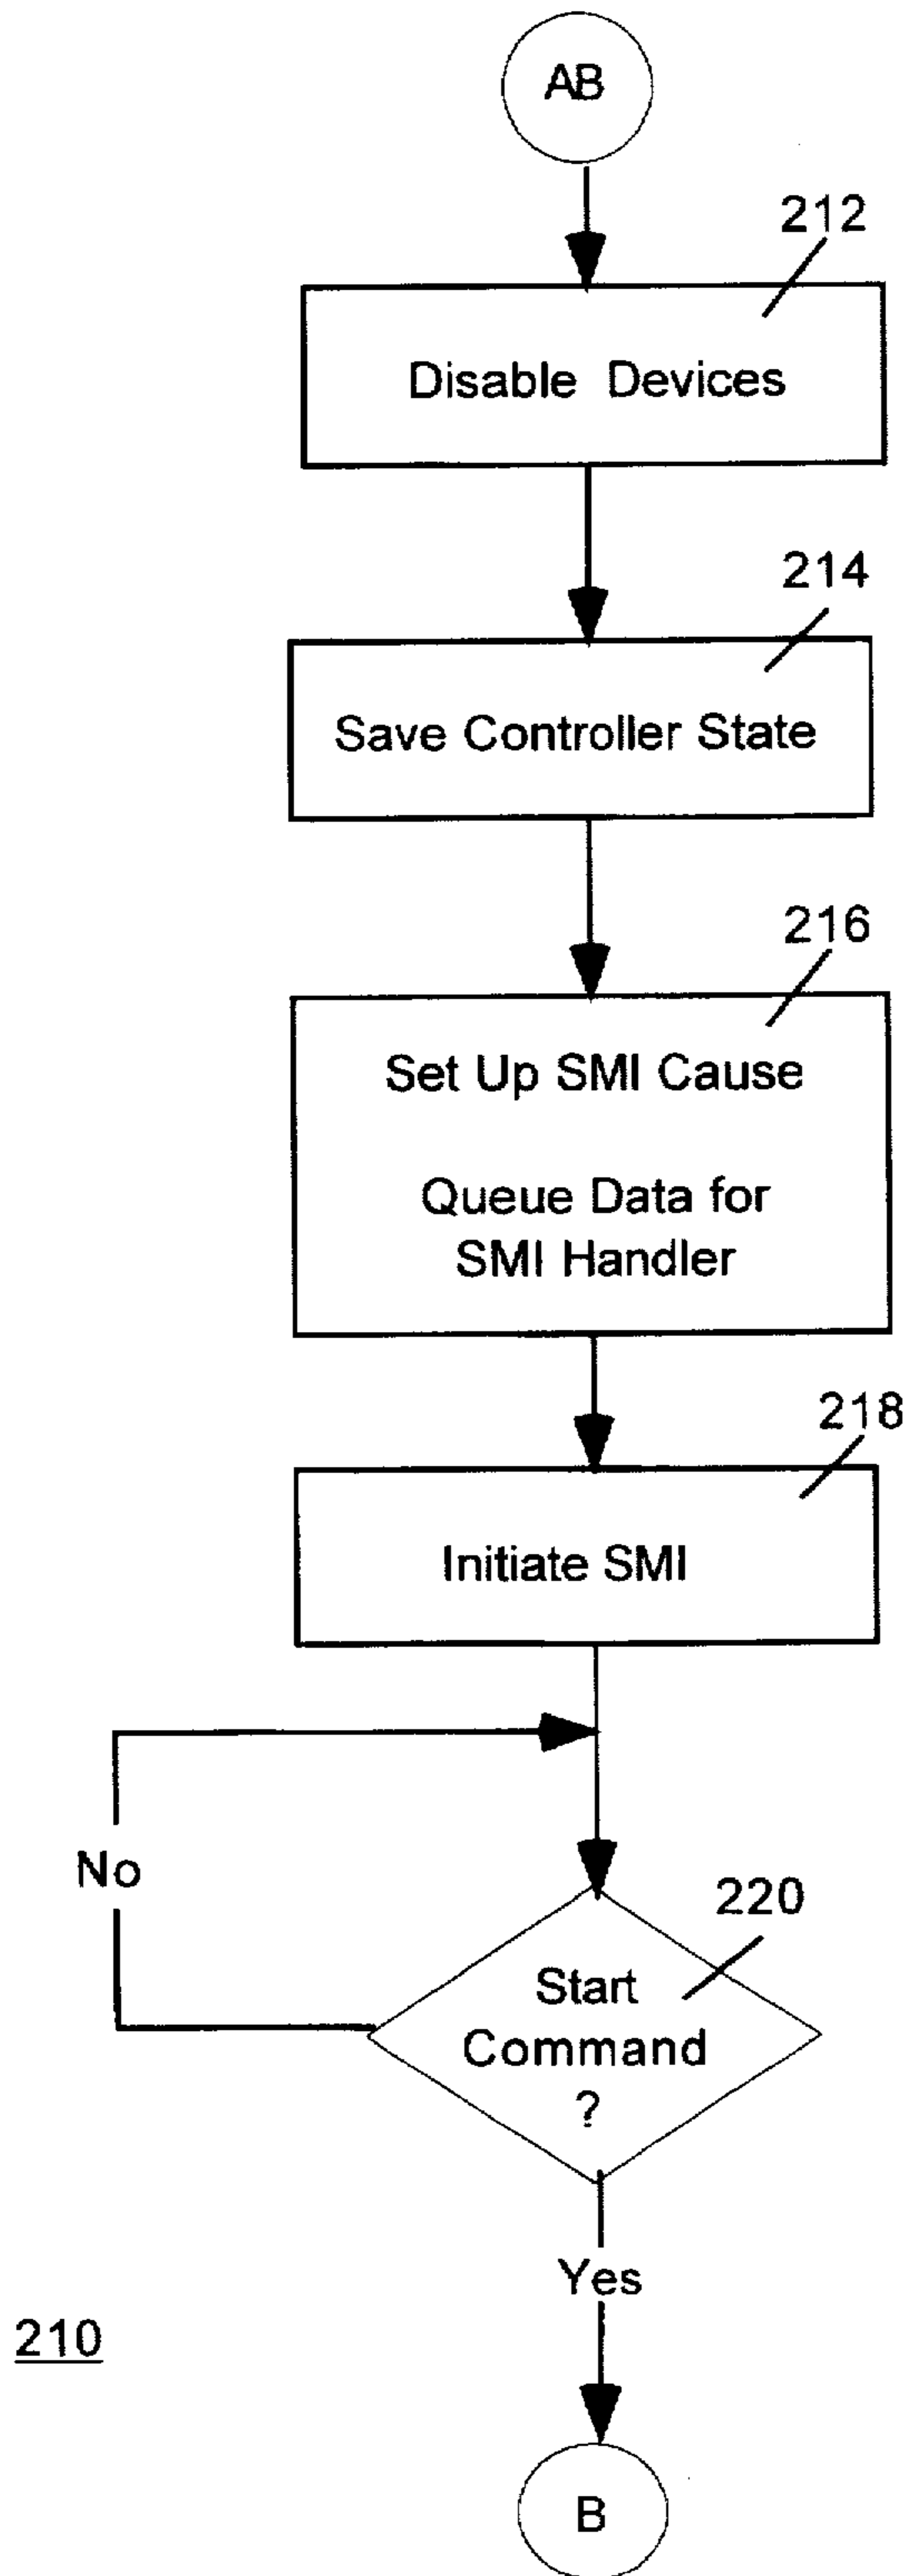 AB
212
Disable Devices
214
Save Controller State
216
Set Up SMI Cause
Queue Data for
SMI Handler
218
Initiate SMI
No
220
Start
Command
?
Yes
210
B